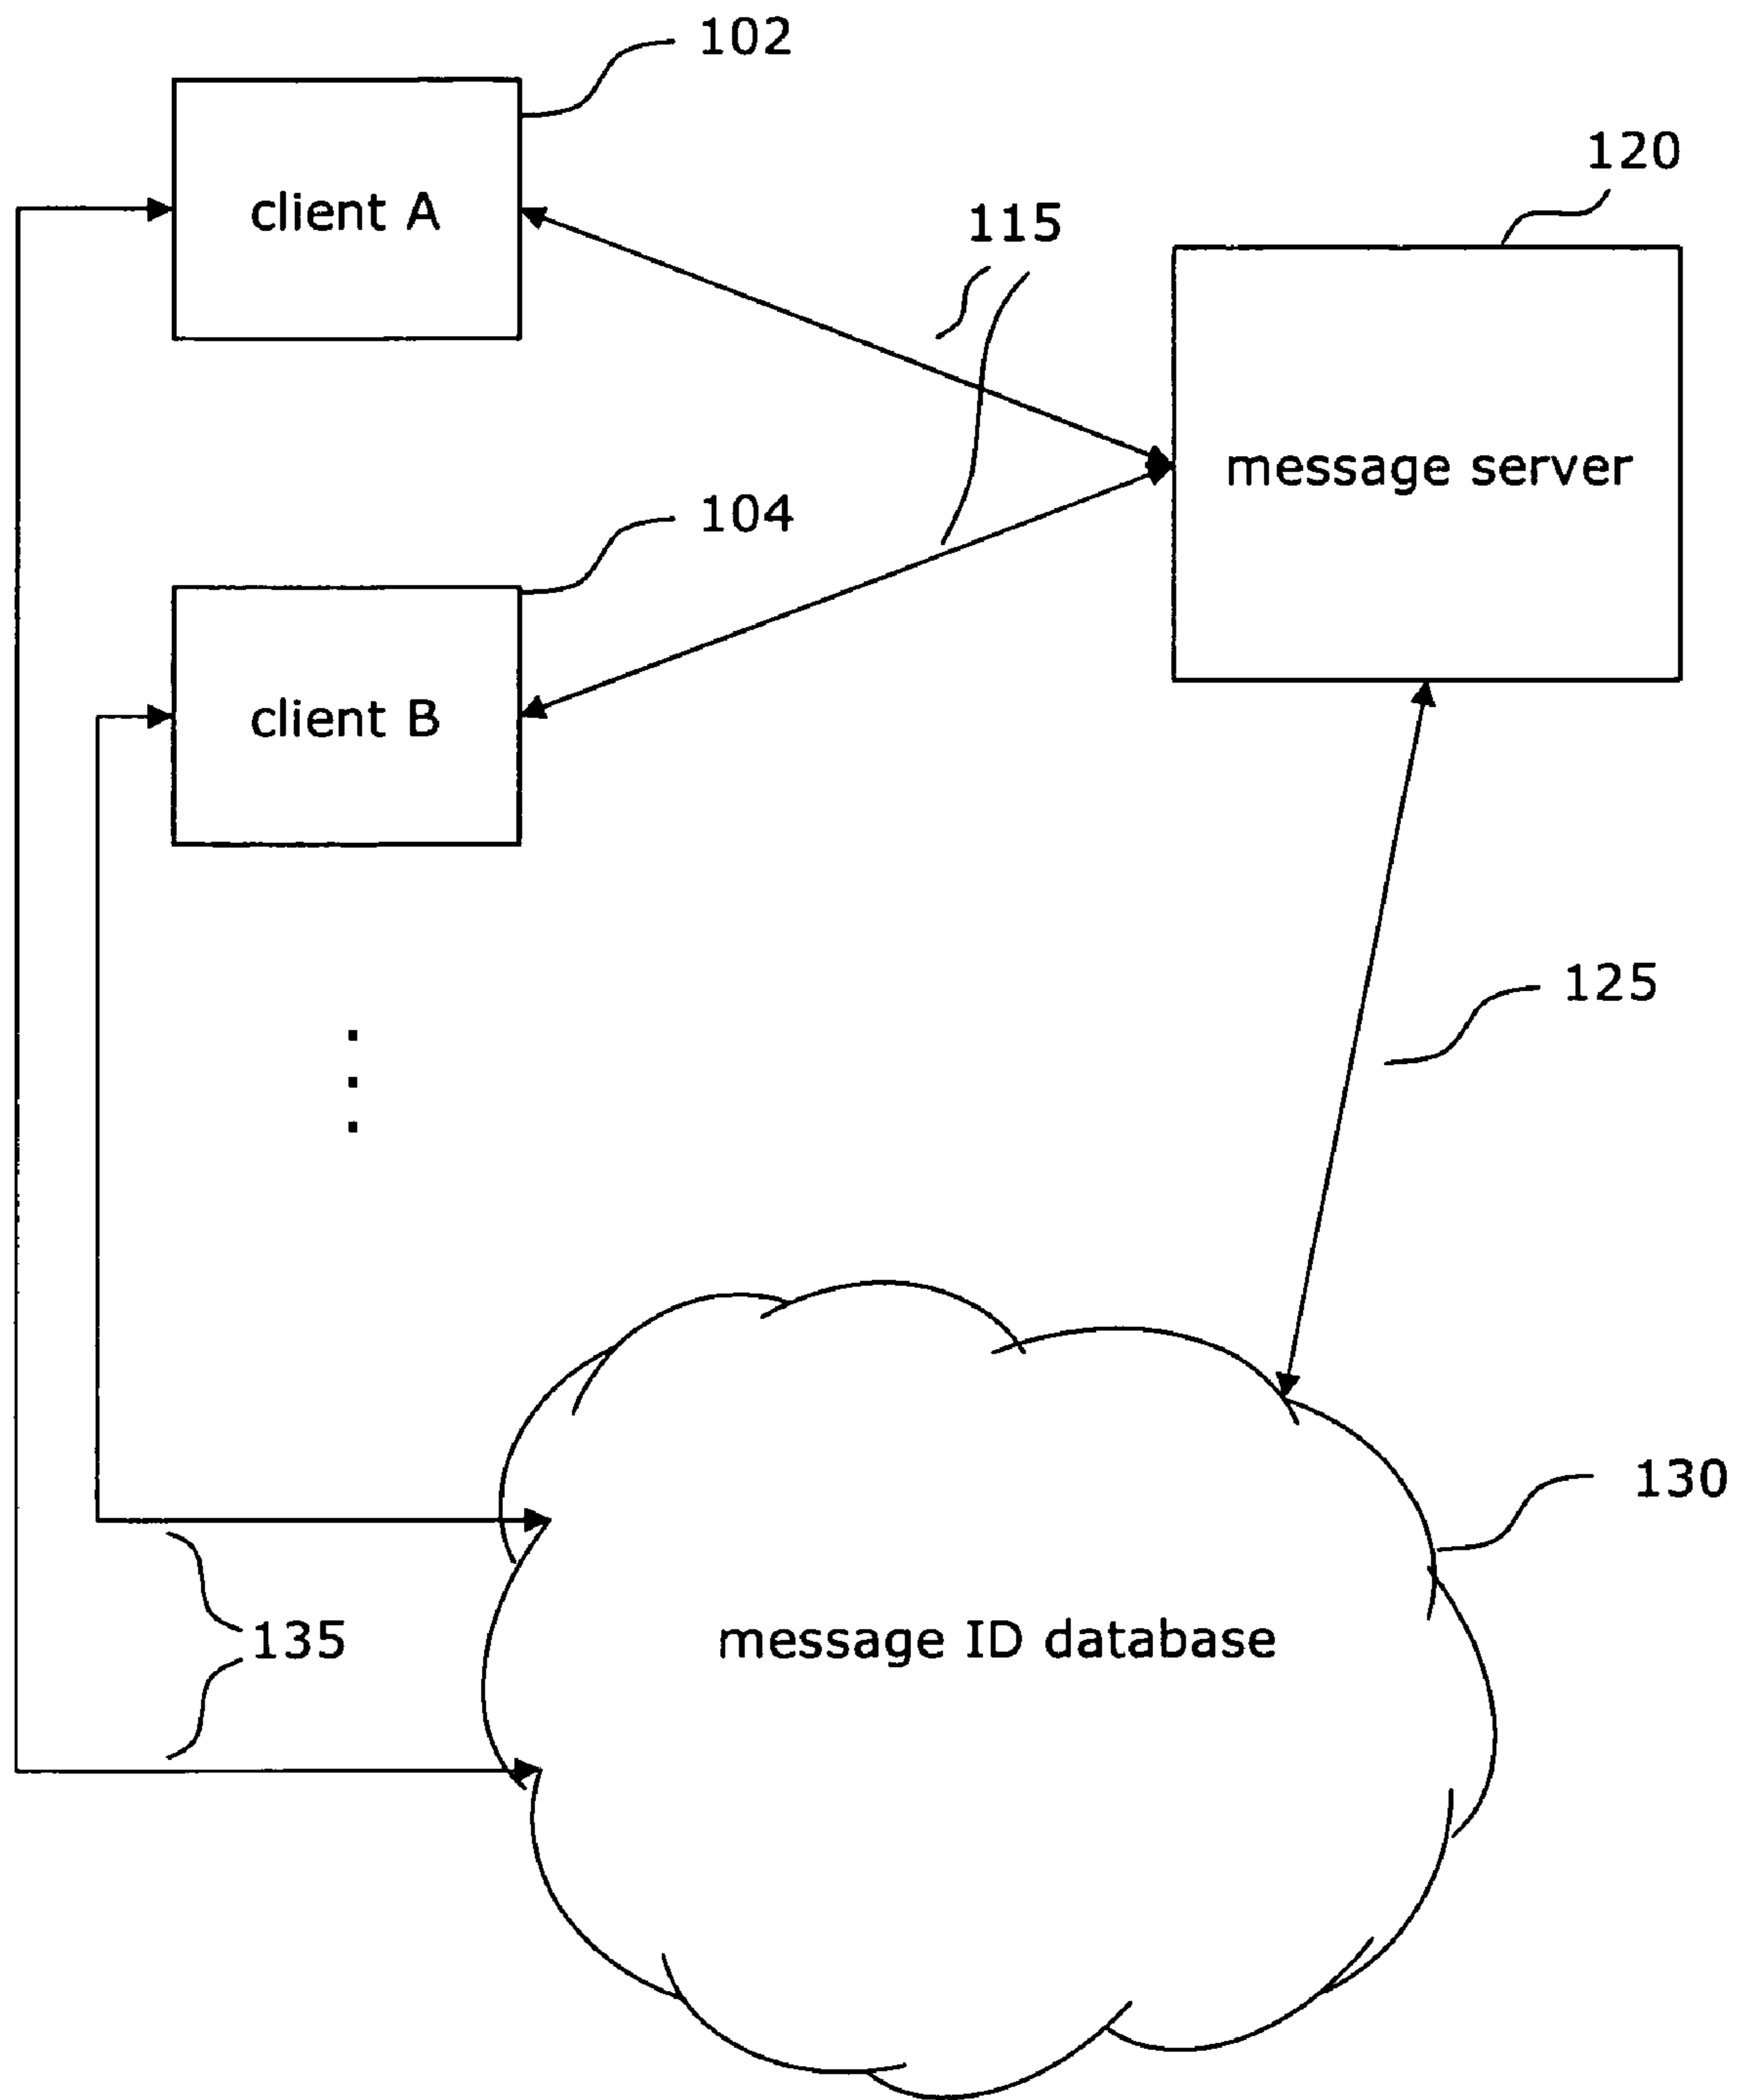 102
120
client A
115
message server
104
client B
125
130
135
message ID database